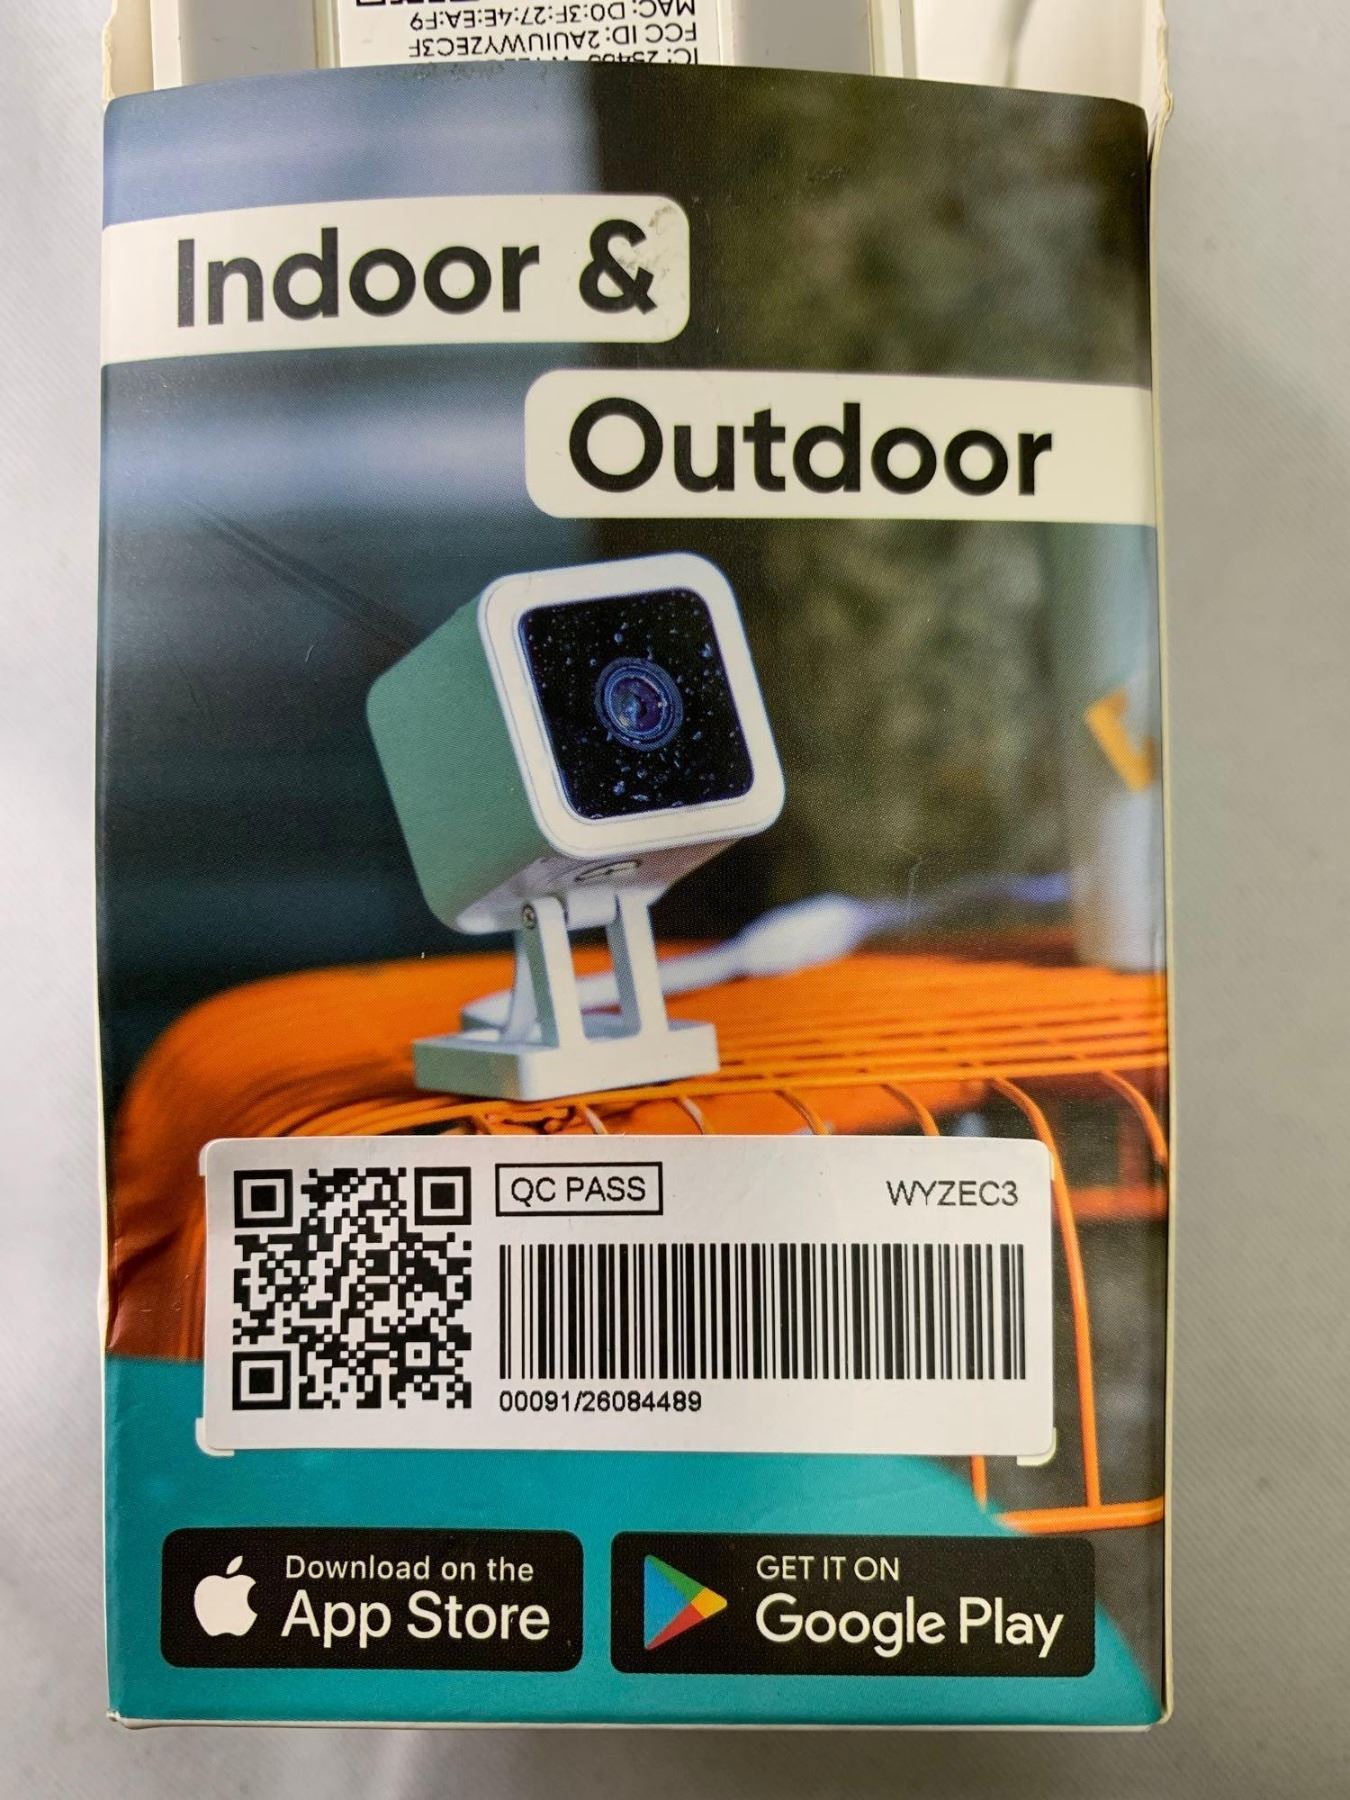 MAC: D0:3F:27:4E:EA:F9
FCC ID: 2AUIUWYZEC3F
IC:
Indoor &
Outdoor
QC PASS
WYZEC3
00091/26084489
Download on the
App Store
GET IT ON
Google Play